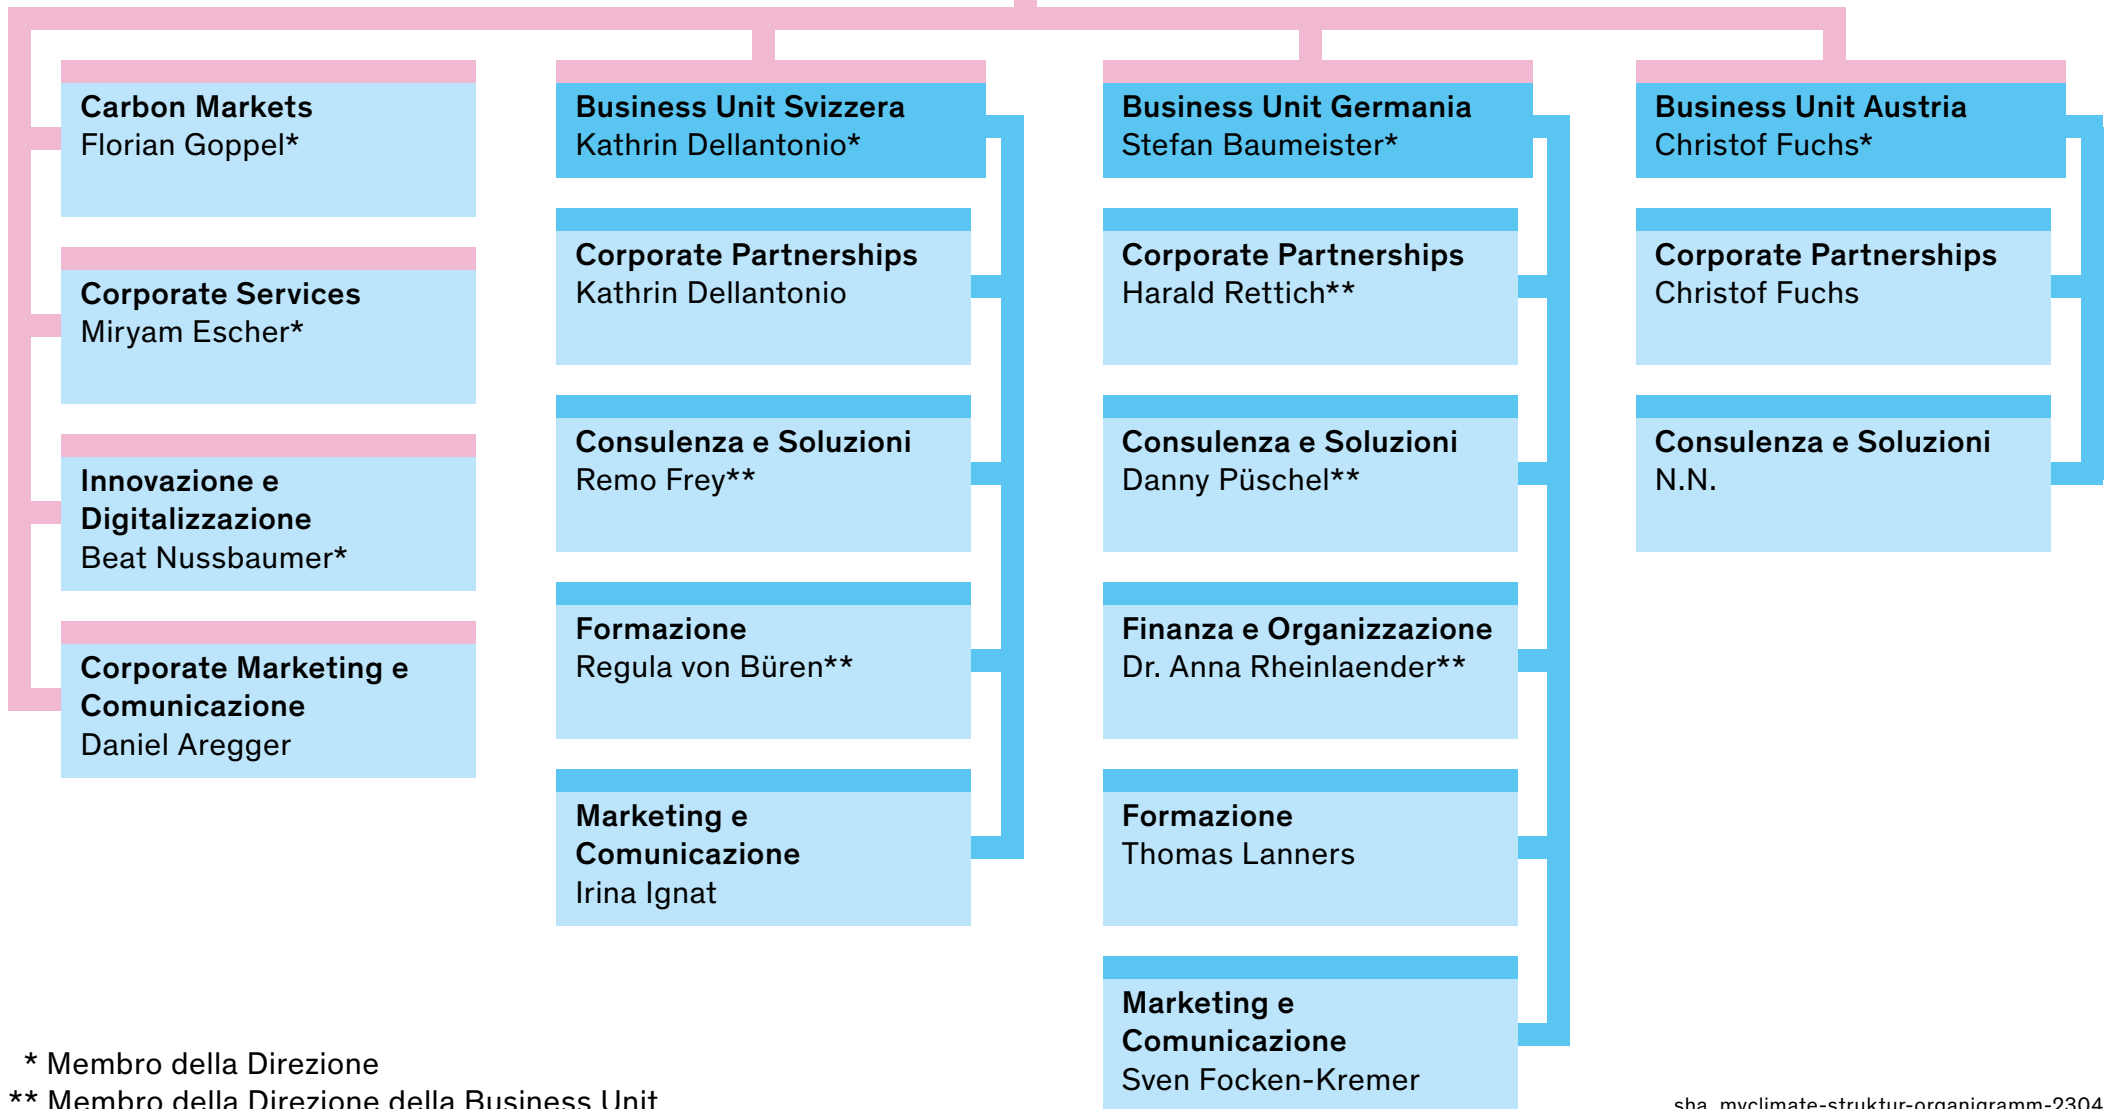 Carbon Markets
Florian Goppel*
Corporate Services
Miryam Escher*
Innovazione e
Digitalizzazione
Beat Nussbaumer*
Corporate Marketing e
Comunicazione
Daniel Aregger
Business Unit Svizzera
Kathrin Dellantonio*
Corporate Partnerships
Kathrin Dellantonio
Consulenza e Soluzioni
Remo Frey**
Formazione
Regula von Büren**
Marketing e
Comunicazione
Irina Ignat
Business Unit Germania
Stefan Baumeister*
Corporate Partnerships
Harald Rettich**
Consulenza e Soluzioni
Danny Püschel**
Finanza e Organizzazione
Dr. Anna Rheinlaender**
Formazione
Thomas Lanners
Marketing e
Comunicazione
Sven Focken-Kremer
Business Unit Austria
Christof Fuchs*
Corporate Partnerships
Christof Fuchs
Consulenza e Soluzioni
N.N.
* Membro della Direzione
** Membro della Direzione della Business Unit
sha_myclimate-struktur-organigramm-2304